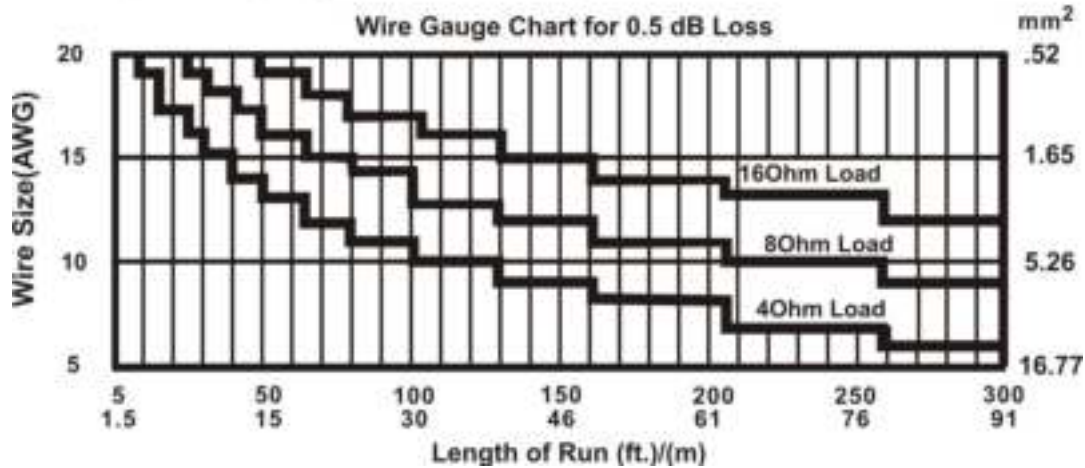 Wire Gauge Chart for 0.5 dB Loss
mm²
20
.52
Wire Size(AWG)
15
1.65
16Ohm Load
8Ohm Load
10
5.26
4Ohm Load
5
16.77
5 50 100 150 200 250 300
1.5 15 30 46 61 76 91
Length of Run (ft.)/(m)